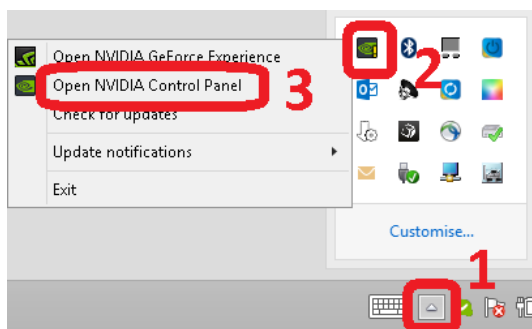 Open NVIDIA GeForce Experience
Open NVIDIA Control Panel
3
Check for updates
Update notifications
Exit
2
Customise...
1